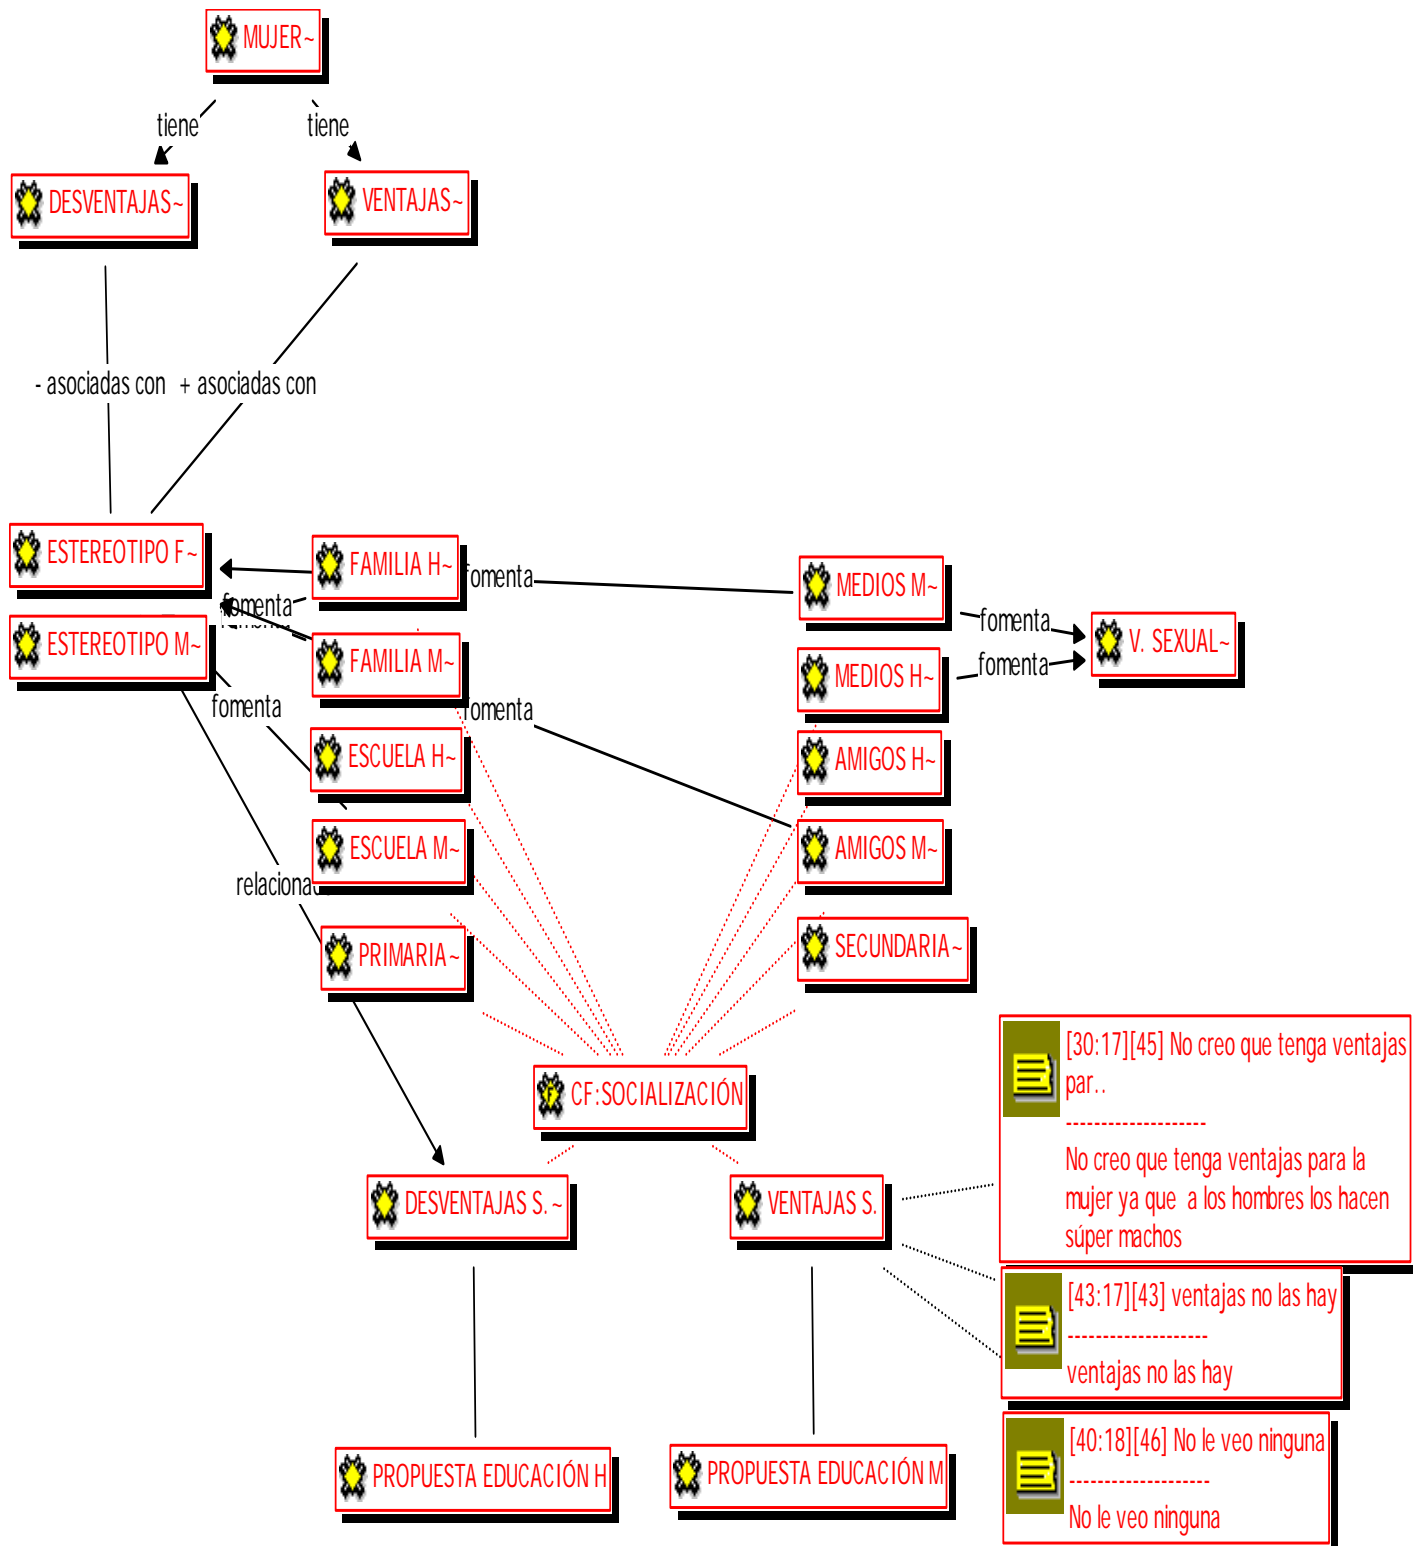 MUJER~
tiene
tiene
DESVENTAJAS~
VENTAJAS~
- asociadas con
+ asociadas con
ESTEREOTIPO F~
FAMILIA H~
fomenta
MEDIOS M~
fomenta
fomenta
ESTEREOTIPO M~
FAMILIA M~
V. SEXUAL~
MEDIOS H~
fomenta
fomenta
fomenta
ESCUELA H~
AMIGOS H~
ESCUELA M~
AMIGOS M~
PRIMARIA~
SECUNDARIA~
CF:SOCIALIZACIÓN
DESVENTAJAS S.~
VENTAJAS S.
[30:17][45] No creo que tenga ventajas
par..
--------------------
No creo que tenga ventajas para la
mujer ya que a los hombres los hacen
súper machos
[43:17][43] ventajas no las hay
--------------------
ventajas no las hay
[40:18][46] No le veo ninguna
--------------------
No le veo ninguna
PROPUESTA EDUCACIÓN H
PROPUESTA EDUCACIÓN M